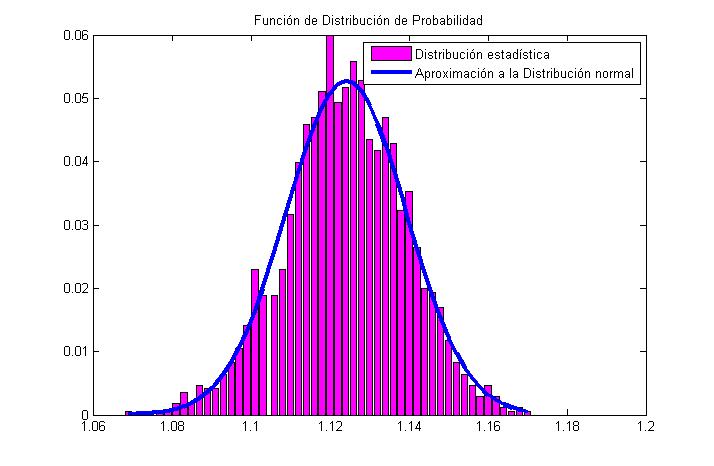 Función de Distribución de Probabilidad
Distribución estadística
Aproximación a la Distribución normal
0.06
0.05
0.04
0.03
0.02
0.01
0
1.06 1.08 1.1 1.12 1.14 1.16 1.18 1.2